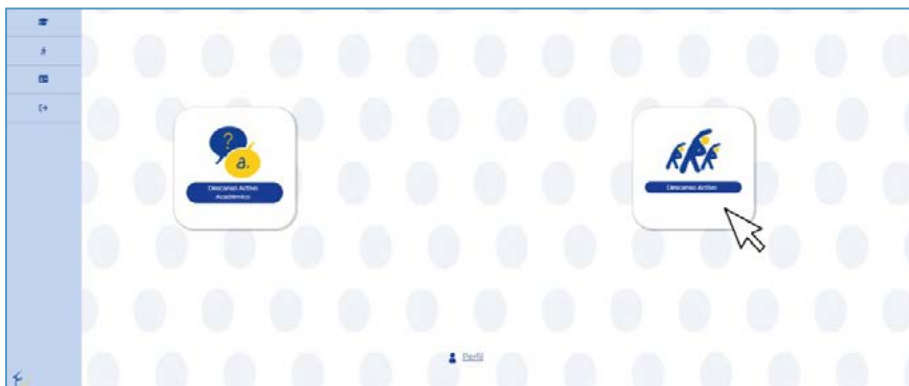 ?
a.
Descanso Activo
Académico
Descanso Activo
Perfil